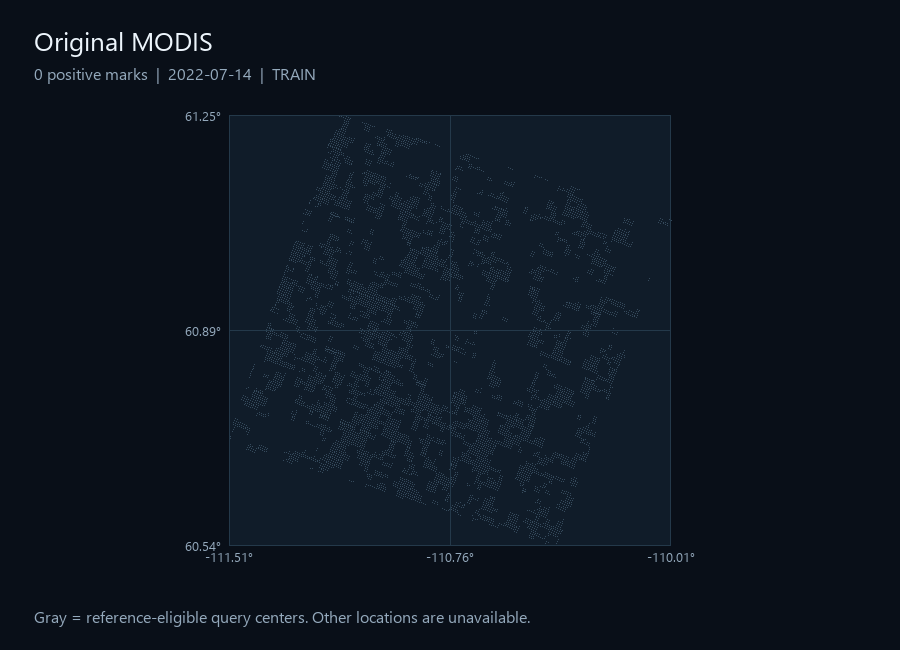 Original MODIS
0 positive marks | 2022-07-14 | TRAIN
61.25°
60.89°
60.54°
-111.51° -110.76° -110.01°
Gray = reference-eligible query centers. Other locations are unavailable.